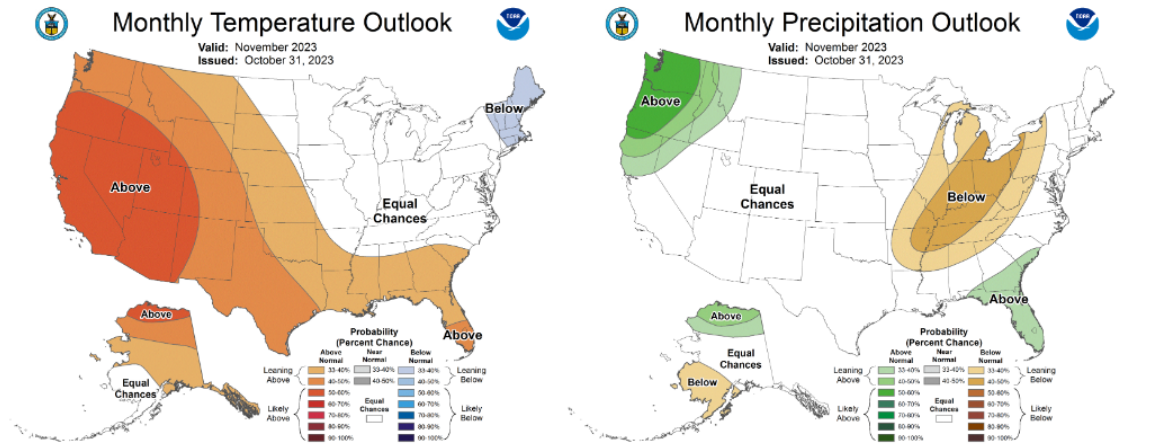 Monthly Temperature Outlook
Valid: November 2023
Issued: October 31, 2023
NOAA
Above
Below
Equal
Chances
Above
Above
Equal
Chances
Probability
(Percent Chance)
Above
Normal
Near
Normal
Below
Normal
Leaning
Above
33-40%
33-40%
33-40%
Leaning
Below
40-50%
40-50%
40-50%
Likely
Above
50-60%
60-70%
70-80%
80-90%
90-100%
Equal
Chances
50-60%
60-70%
70-80%
80-90%
90-100%
Likely
Below
Monthly Precipitation Outlook
Valid: November 2023
Issued: October 31, 2023
NOAA
Above
Equal
Chances
Below
Above
Above
Equal
Chances
Below
Probability
(Percent Chance)
Above
Normal
Near
Normal
Below
Normal
Leaning
Above
33-40%
33-40%
33-40%
Leaning
Below
40-50%
40-50%
40-50%
Likely
Above
50-60%
60-70%
70-80%
80-90%
90-100%
Equal
Chances
50-60%
60-70%
70-80%
80-90%
90-100%
Likely
Below